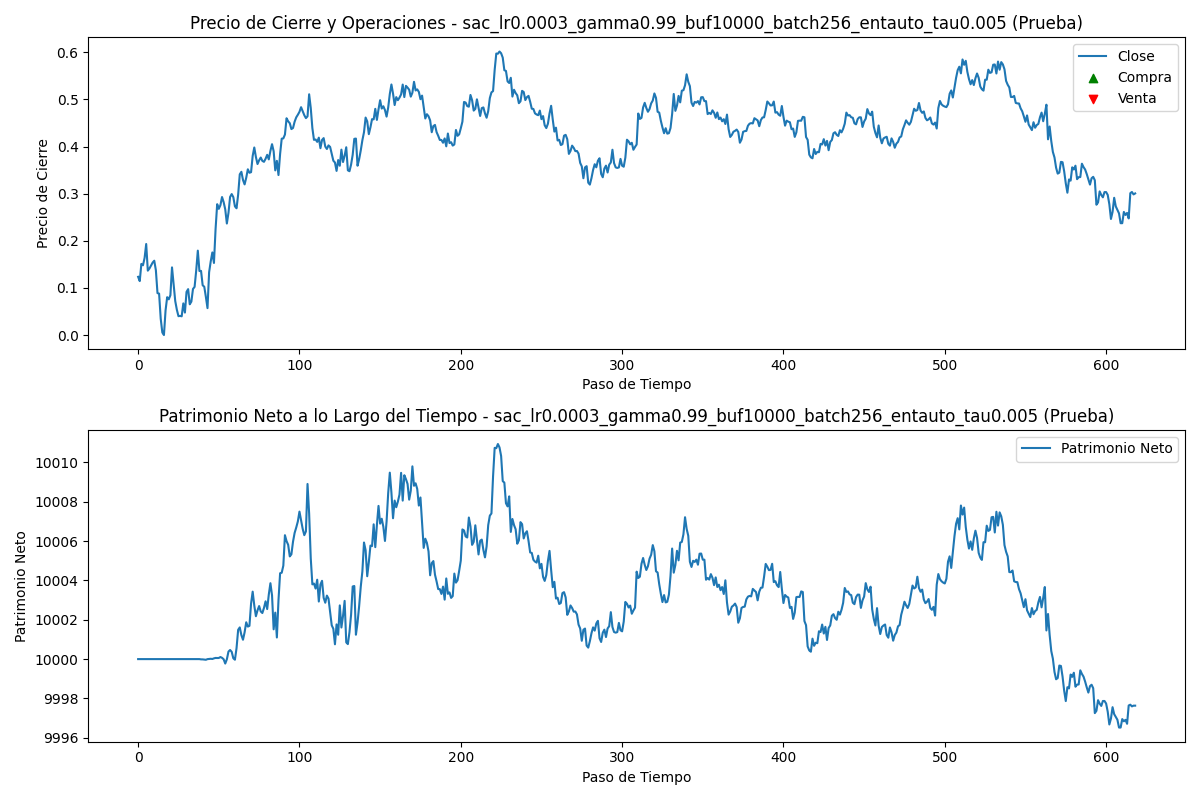 Precio de Cierre y Operaciones - sac_lr0.0003_gamma0.99_buf10000_batch256_entauto_tau0.005 (Prueba)
Precio de Cierre
0.6
0.5
0.4
0.3
0.2
0.1
0.0
Close
Compra
Venta
0 100 200 300 400 500 600
Paso de Tiempo
Patrimonio Neto a lo Largo del Tiempo - sac_lr0.0003_gamma0.99_buf10000_batch256_entauto_tau0.005 (Prueba)
Patrimonio Neto
10010
10008
10006
10004
10002
10000
9998
9996
Patrimonio Neto
0 100 200 300 400 500 600
Paso de Tiempo